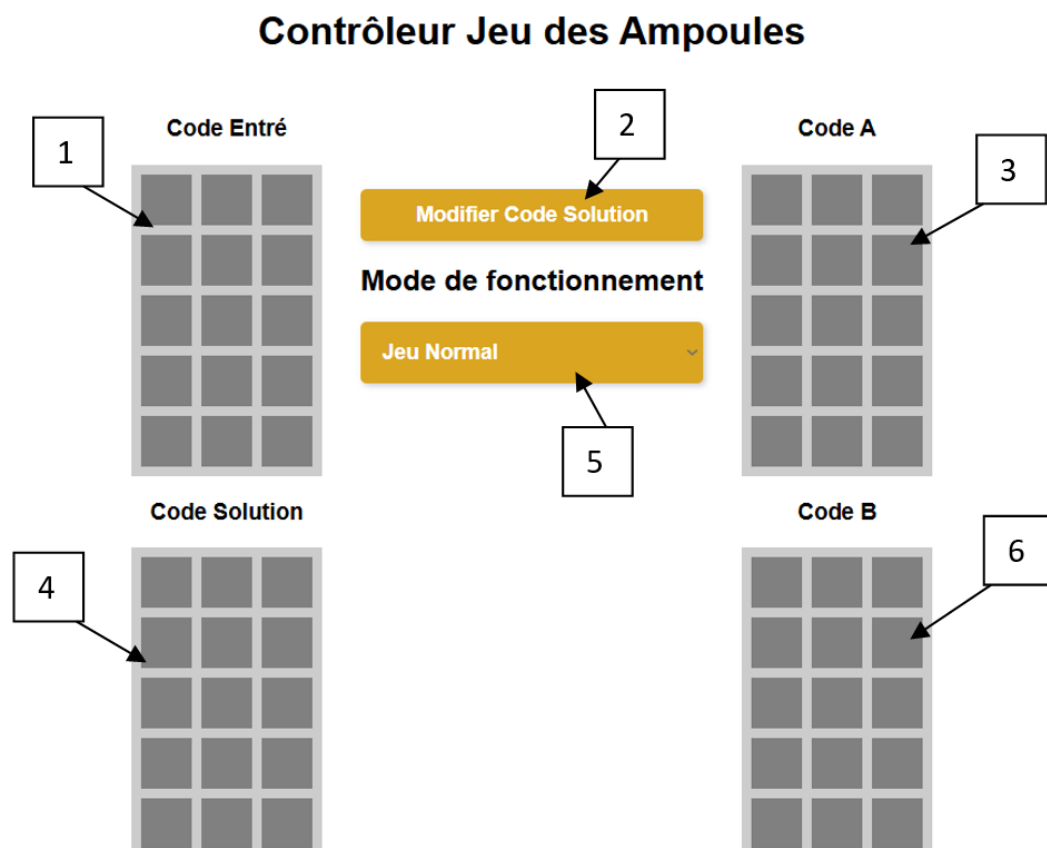 Contrôleur Jeu des Ampoules
Code Entré
2
Code A
1
3
Modifier Code Solution
Mode de fonctionnement
Jeu Normal
5
Code Solution
Code B
4
6